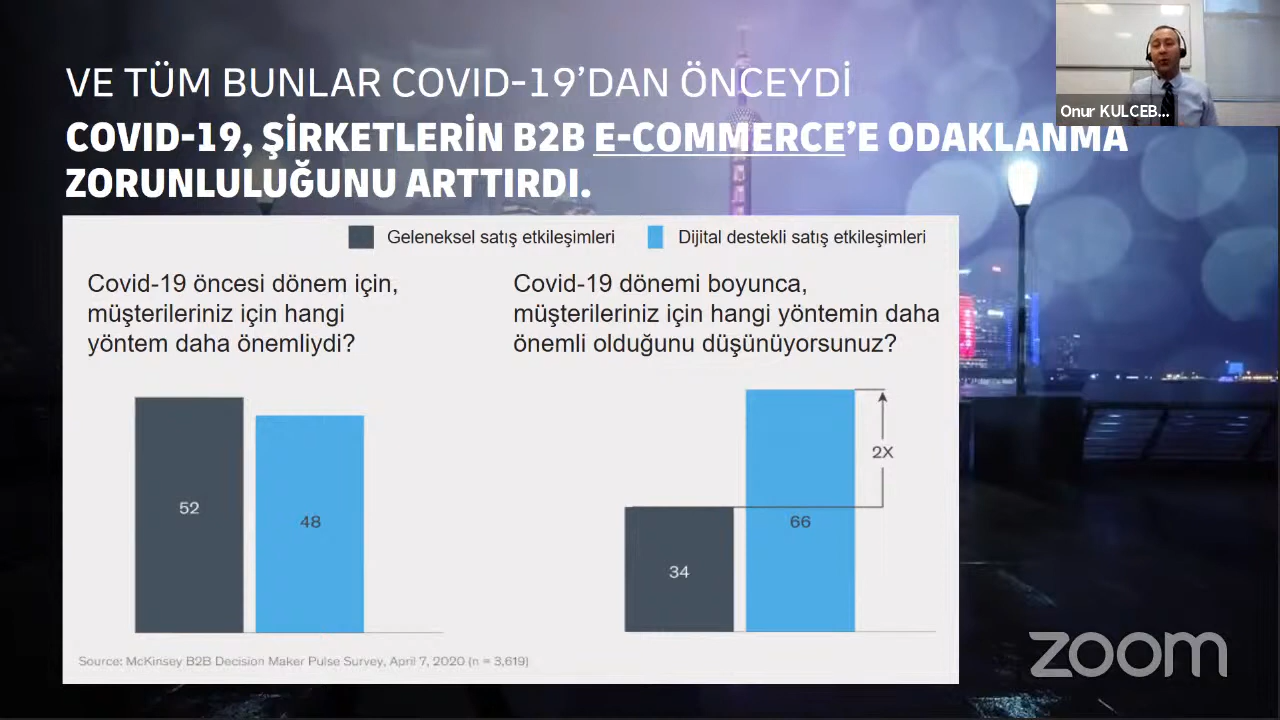 VE TÜM BUNLAR COVID-19’DAN ÖNCEYDİ
COVID-19, ŞİRKETLERİN B2B E-COMMERCE’E ODAKLANMA
ZORUNLULUĞUNU ARTTIRDI.
Onur KULCEB...
Geleneksel satış etkileşimleri
Dijital destekli satış etkileşimleri
Covid-19 öncesi dönem için,
müşterileriniz için hangi
yöntem daha önemliydi?
Covid-19 dönemi boyunca,
müşterileriniz için hangi yöntemin daha
önemli olduğunu düşünüyorsunuz?
52
48
34
66
2X
Source: McKinsey B2B Decision Maker Pulse Survey, April 7, 2020 (n = 3,619)
zoom